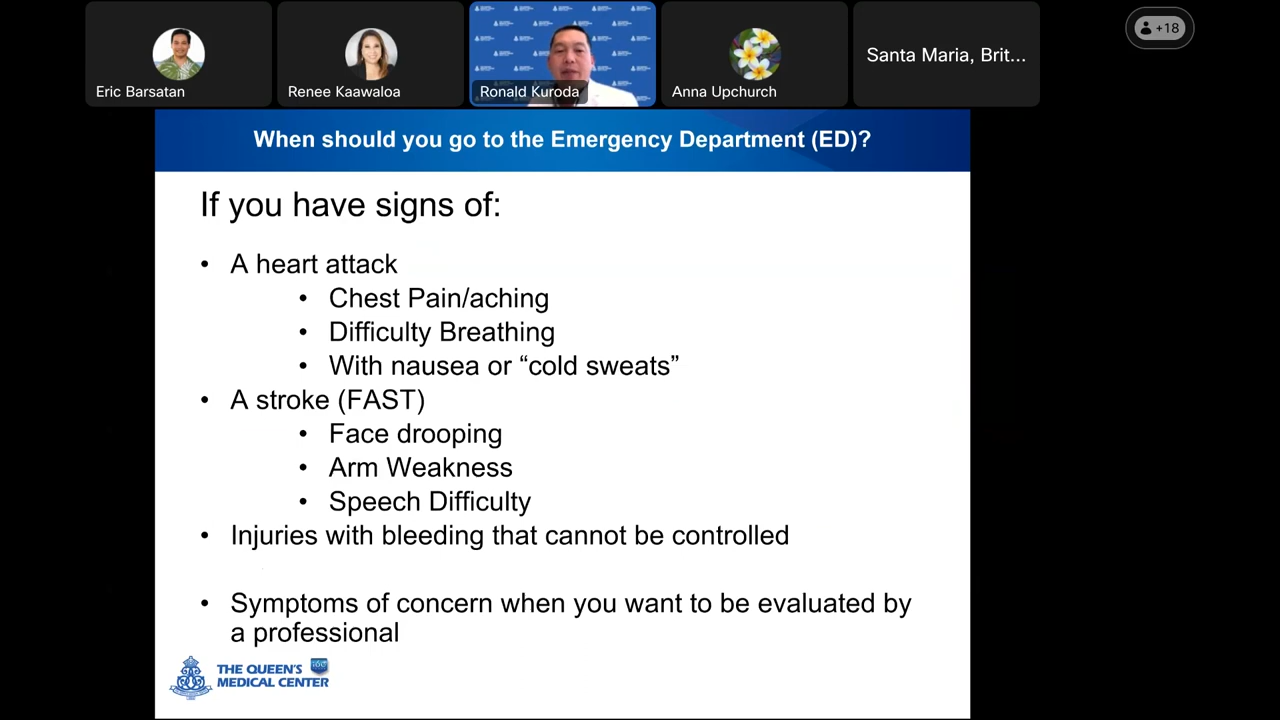 +18
Santa Maria, Brit...
Eric Barsatan
Renee Kaawaloa
Ronald Kuroda
Anna Upchurch
When should you go to the Emergency Department (ED)?
If you have signs of:
• A heart attack
• Chest Pain/aching
• Difficulty Breathing
• With nausea or “cold sweats”
• A stroke (FAST)
• Face drooping
• Arm Weakness
• Speech Difficulty
• Injuries with bleeding that cannot be controlled
• Symptoms of concern when you want to be evaluated by
a professional
THE QUEEN'S
MEDICAL CENTER